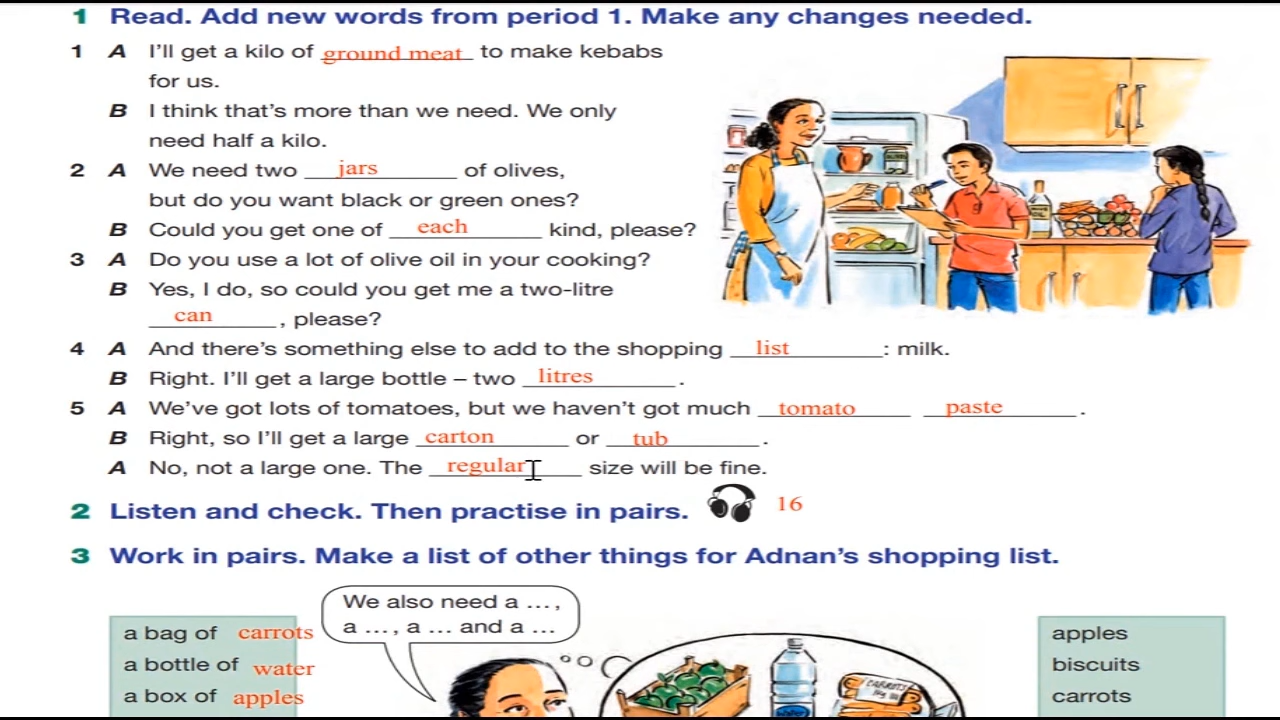 1 Read. Add new words from period 1. Make any changes needed.
1 A I'll get a kilo of ground meat to make kebabs
for us.
B I think that's more than we need. We only
need half a kilo.
2 A We need two jars of olives,
but do you want black or green ones?
B Could you get one of each kind, please?
3 A Do you use a lot of olive oil in your cooking?
B Yes, I do, so could you get me a two-litre
can, please?
4 A And there's something else to add to the shopping list: milk.
B Right. I'll get a large bottle – two litres.
5 A We've got lots of tomatoes, but we haven't got much tomato paste.
B Right, so I'll get a large carton or tub.
A No, not a large one. The regular size will be fine.
2 Listen and check. Then practise in pairs. 16
3 Work in pairs. Make a list of other things for Adnan's shopping list.
We also need a …,
a …, a … and a …
a bag of carrots
a bottle of water
a box of apples
CARROTS
apples
biscuits
carrots